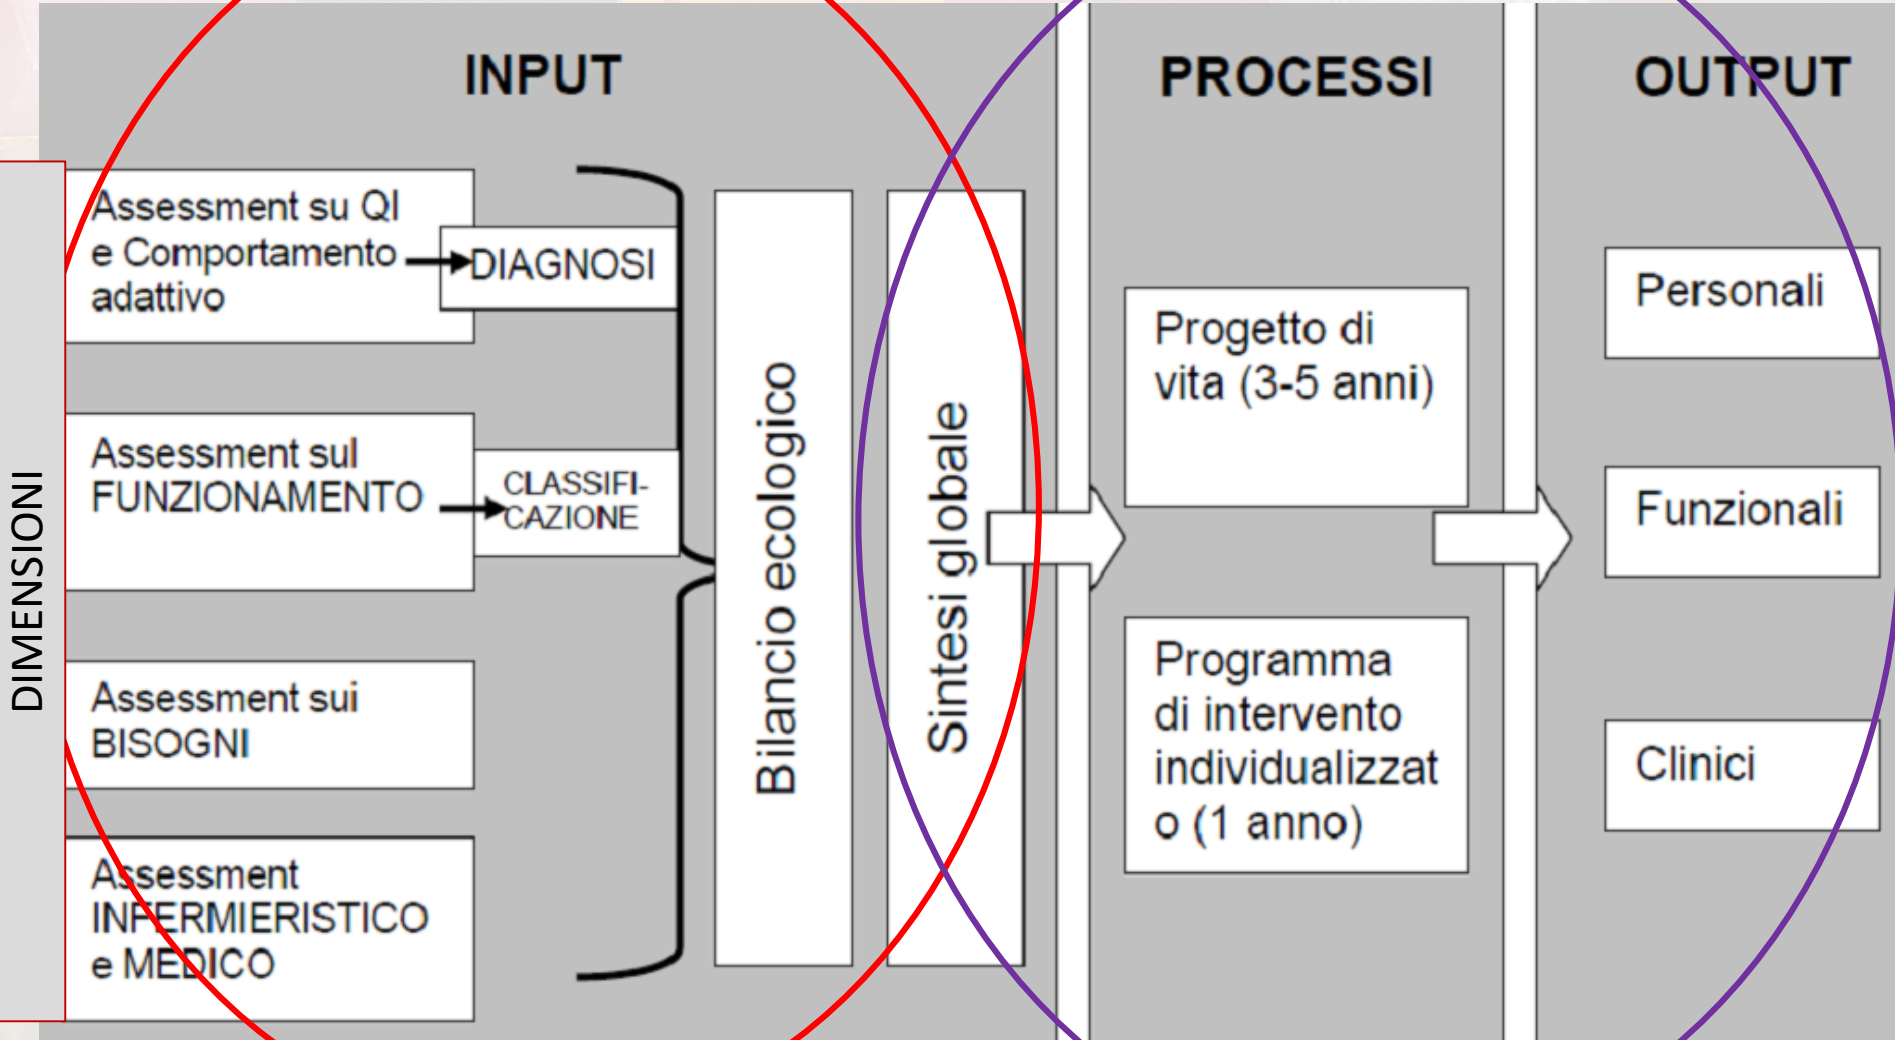 INPUT
PROCESSI
OUTPUT
DIMENSIONI
Assessment su QI
e Comportamento
adattivo
DIAGNOSI
Assessment sul
FUNZIONAMENTO
CLASSIFI-
CAZIONE
Assessment sui
BISOGNI
Assessment
INFERMIERISTICO
e MEDICO
Bilancio ecologico
Sintesi globale
Progetto di
vita (3-5 anni)
Programma
di intervento
individualizzat
o (1 anno)
Personali
Funzionali
Clinici